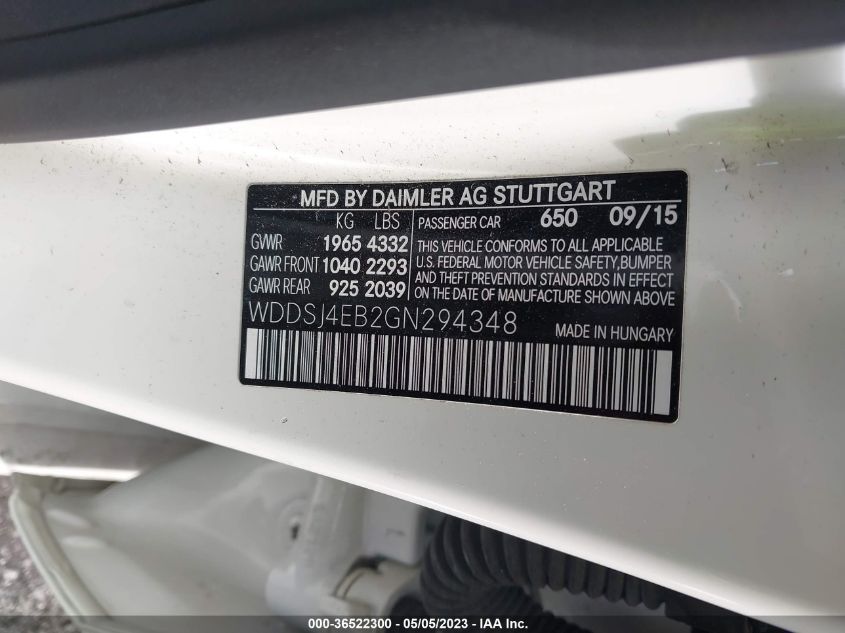 MFD BY DAIMLER AG STUTTGART
KG LBS PASSENGER CAR 650 09/15
GVWR 1965 4332 THIS VEHICLE CONFORMS TO ALL APPLICABLE
GAWR FRONT 1040 2293 U.S. FEDERAL MOTOR VEHICLE SAFETY,BUMPER
GAWR REAR 925 2039 AND THEFT PREVENTION STANDARDS IN EFFECT
ON THE DATE OF MANUFACTURE SHOWN ABOVE
WDDSJ4EB2GN294348 MADE IN HUNGARY
000-36522300 - 05/05/2023 - IAA Inc.